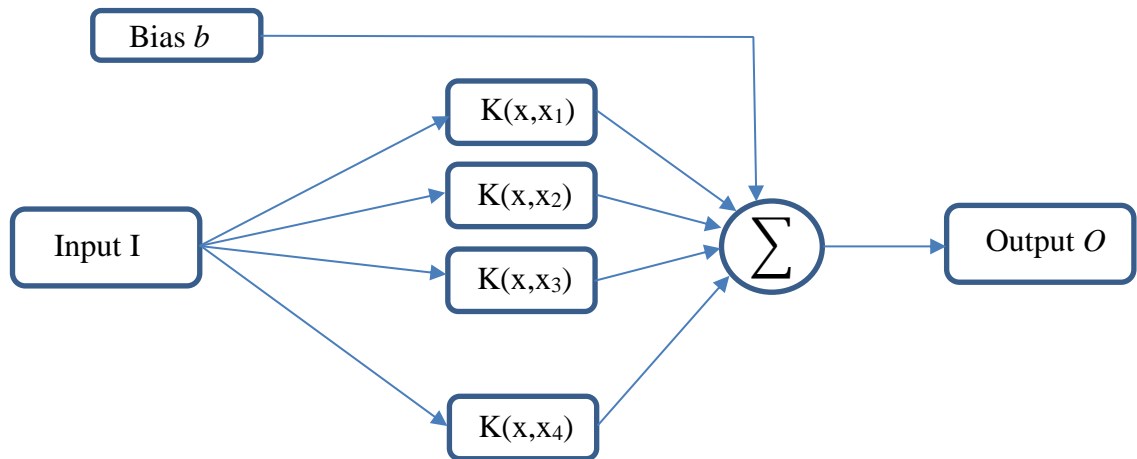 Bias b
K(x,x₁)
K(x,x₂)
Input I
K(x,x₃)
∑
Output O
K(x,x₄)